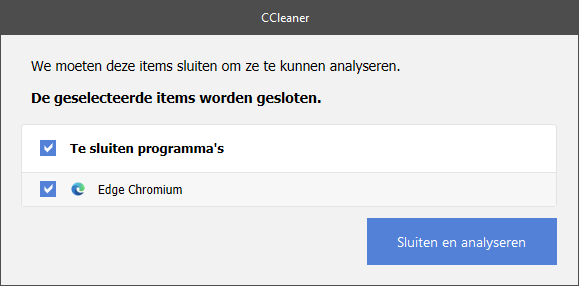 CCleaner
We moeten deze items sluiten om ze te kunnen analyseren.
De geselecteerde items worden gesloten.
Te sluiten programma's
Edge Chromium
Sluiten en analyseren